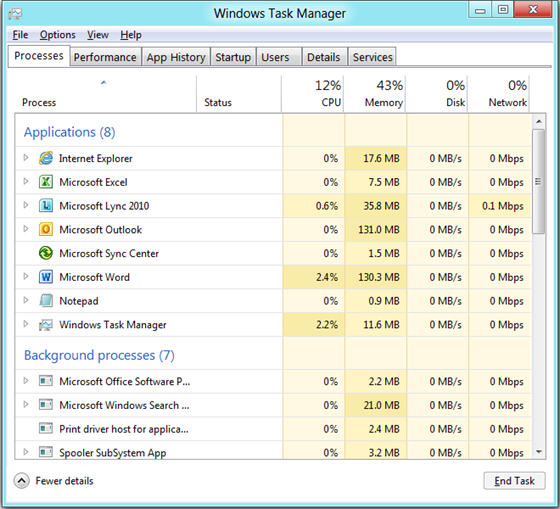 Windows Task Manager
File Options View Help
Processes Performance App History Startup Users Details Services
12% 43% 0% 0%
Process Status CPU Memory Disk Network
Applications (8)
Internet Explorer 0% 17.6 MB 0 MB/s 0 Mbps
Microsoft Excel 0% 7.5 MB 0 MB/s 0 Mbps
Microsoft Lync 2010 0.6% 35.8 MB 0 MB/s 0.1 Mbps
Microsoft Outlook 0% 131.0 MB 0 MB/s 0 Mbps
Microsoft Sync Center 0% 1.5 MB 0 MB/s 0 Mbps
Microsoft Word 2.4% 130.3 MB 0 MB/s 0 Mbps
Notepad 0% 0.9 MB 0 MB/s 0 Mbps
Windows Task Manager 2.2% 11.6 MB 0 MB/s 0 Mbps
Background processes (7)
Microsoft Office Software P... 0% 2.2 MB 0 MB/s 0 Mbps
Microsoft Windows Search ... 0% 21.0 MB 0 MB/s 0 Mbps
Print driver host for applica... 0% 2.4 MB 0 MB/s 0 Mbps
Spooler SubSystem App 0% 3.2 MB 0 MB/s 0 Mbps
Fewer details End Task